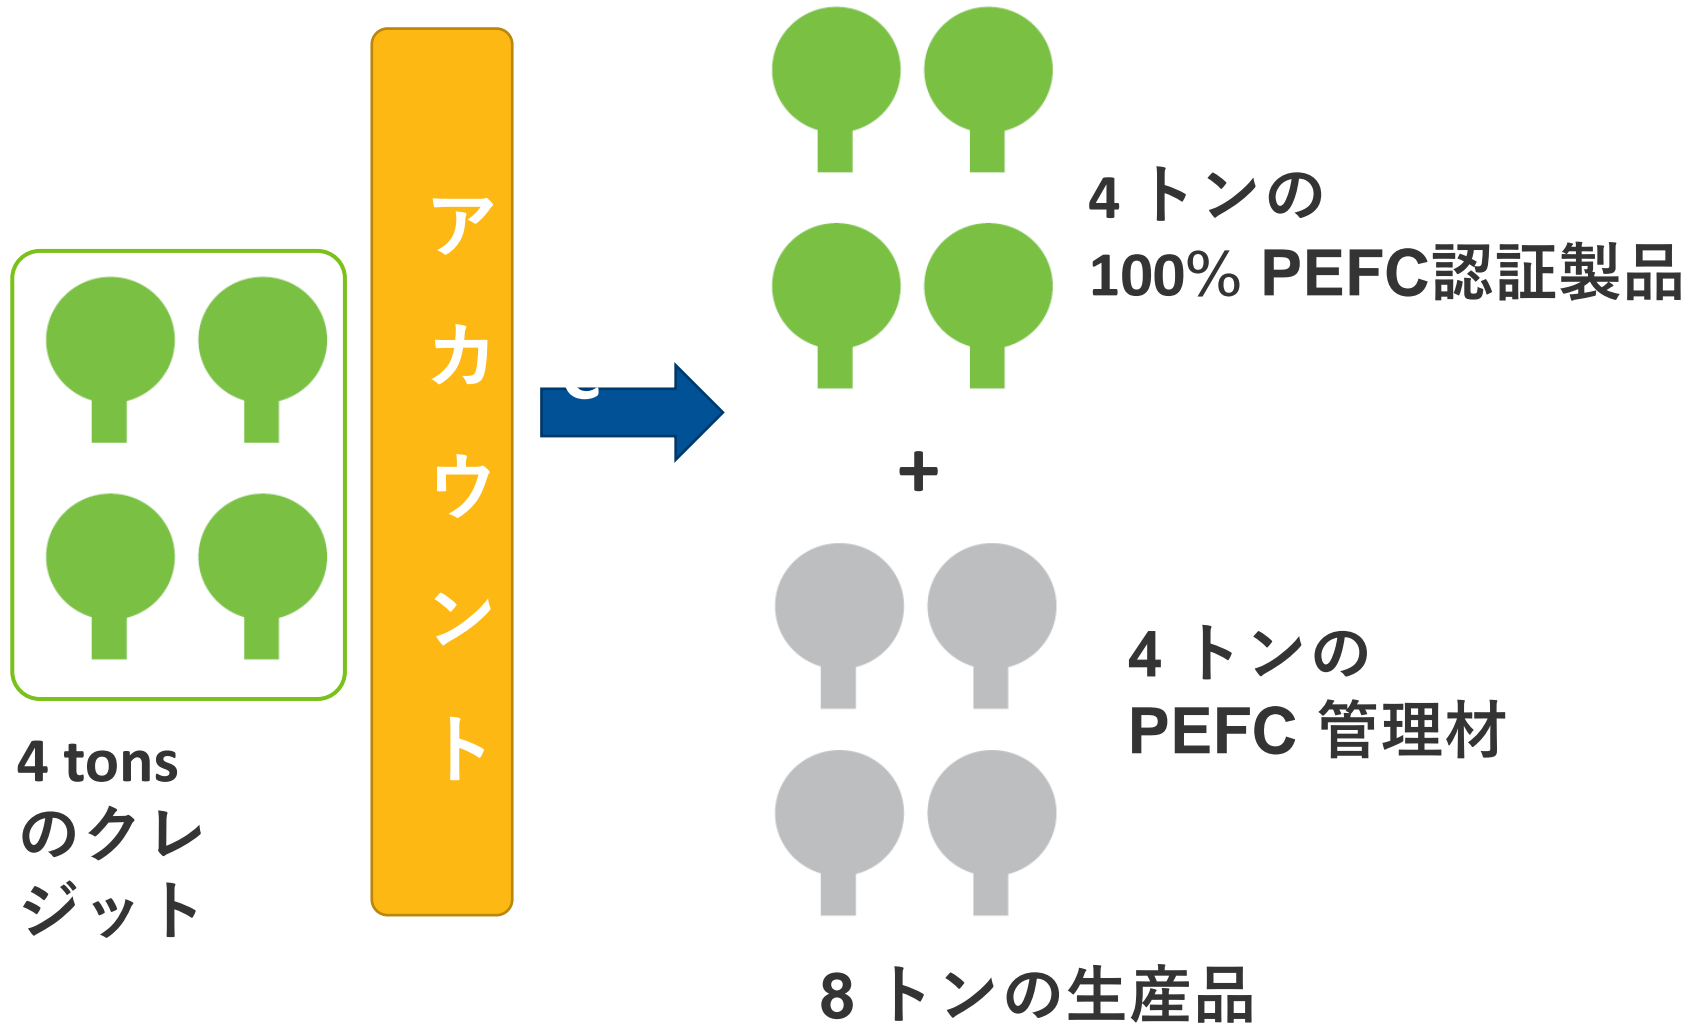 4 tons
のクレ
ジット
アカウント
4 トンの
100% PEFC認証製品
+
4 トンの
PEFC 管理材
8 トンの生産品